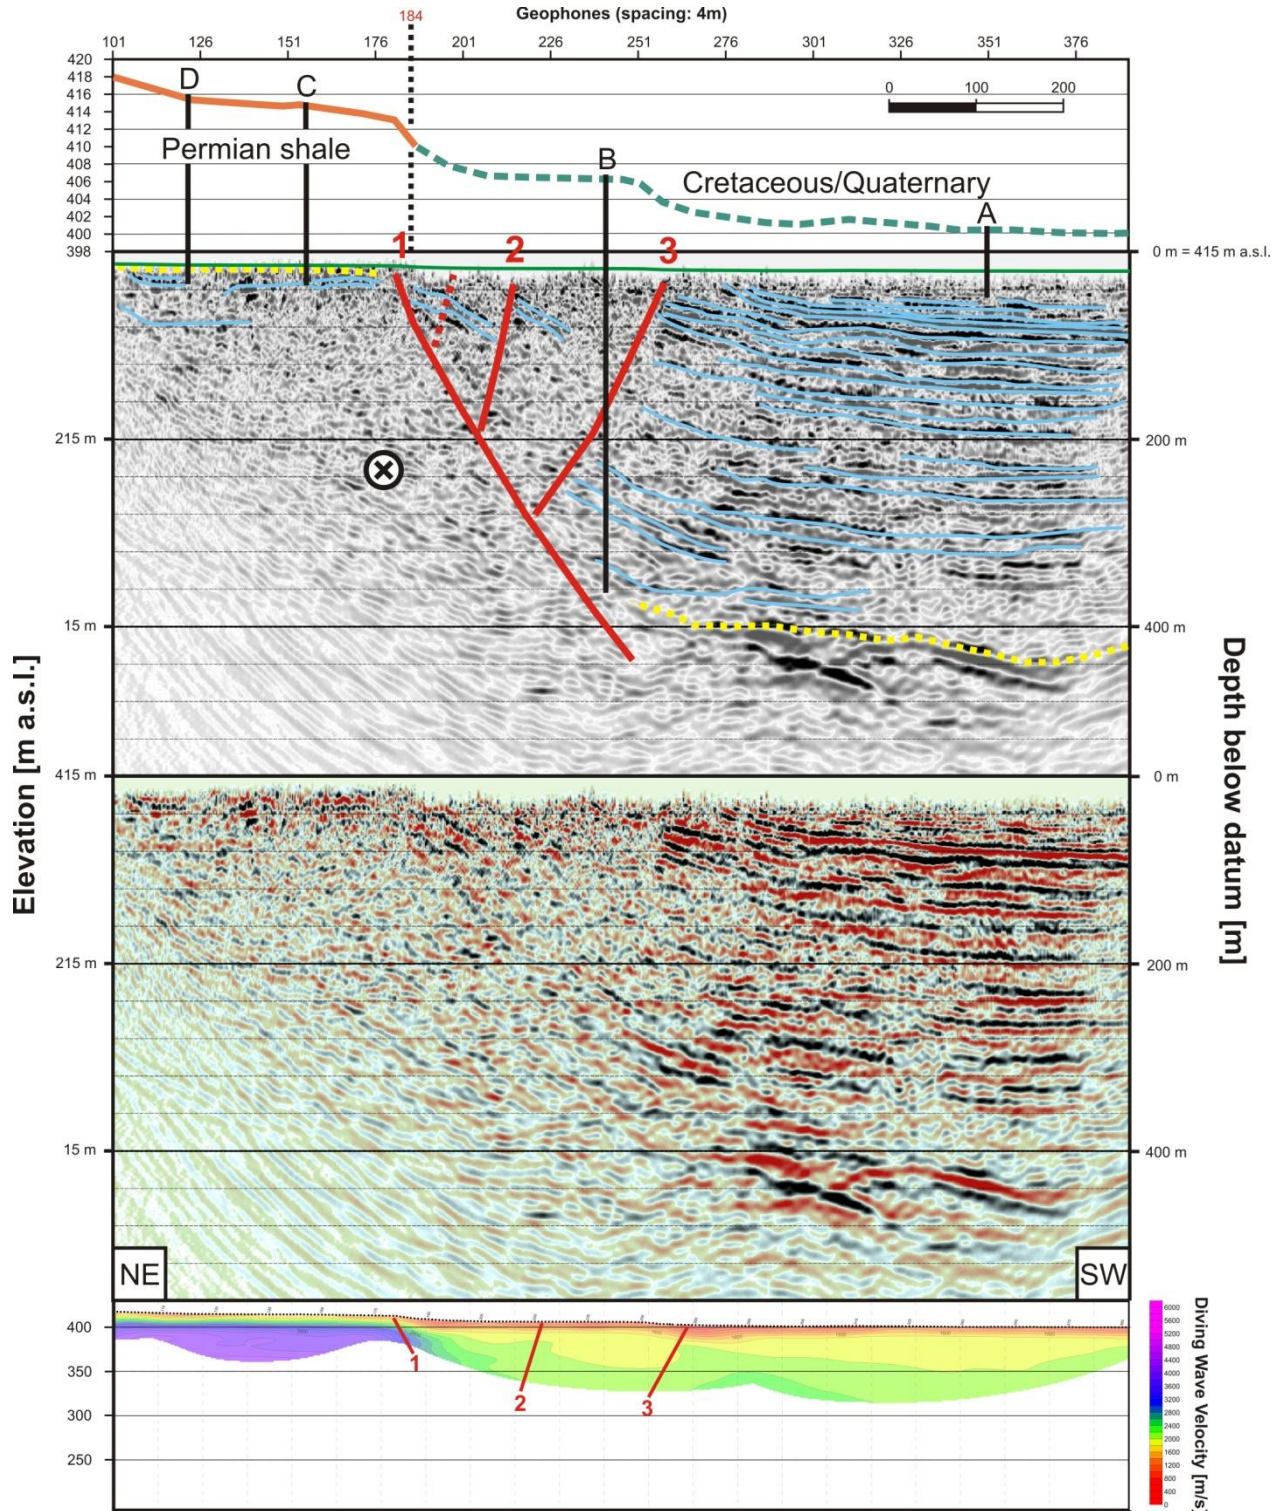 Geophones (spacing: 4m)
184
101 126 151 176 201 226 251 276 301 326 351 376
420
418
416
414
412
410
408
406
404
402
400
398
D
C
B
A
0 100 200
Permian shale
Cretaceous/Quaternary
1 2 3
0 m = 415 m a.s.l.
215 m
200 m
15 m
400 m
415 m
0 m
215 m
200 m
15 m
400 m
Elevation [m a.s.l.]
Depth below datum [m]
NE
SW
400
350
300
250
1
2
3
6000
5600
5200
4800
4400
4000
3600
3200
2800
2400
2000
1600
1200
800
400
0
Diving Wave Velocity [m/s]